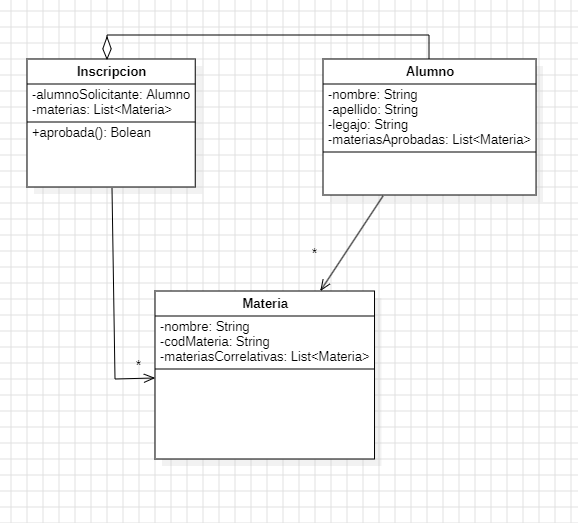 Inscripcion
-alumnoSolicitante: Alumno
-materias: List<Materia>
+aprobada(): Bolean
Alumno
-nombre: String
-apellido: String
-legajo: String
-materiasAprobadas: List<Materia>
*
*
Materia
-nombre: String
-codMateria: String
-materiasCorrelativas: List<Materia>